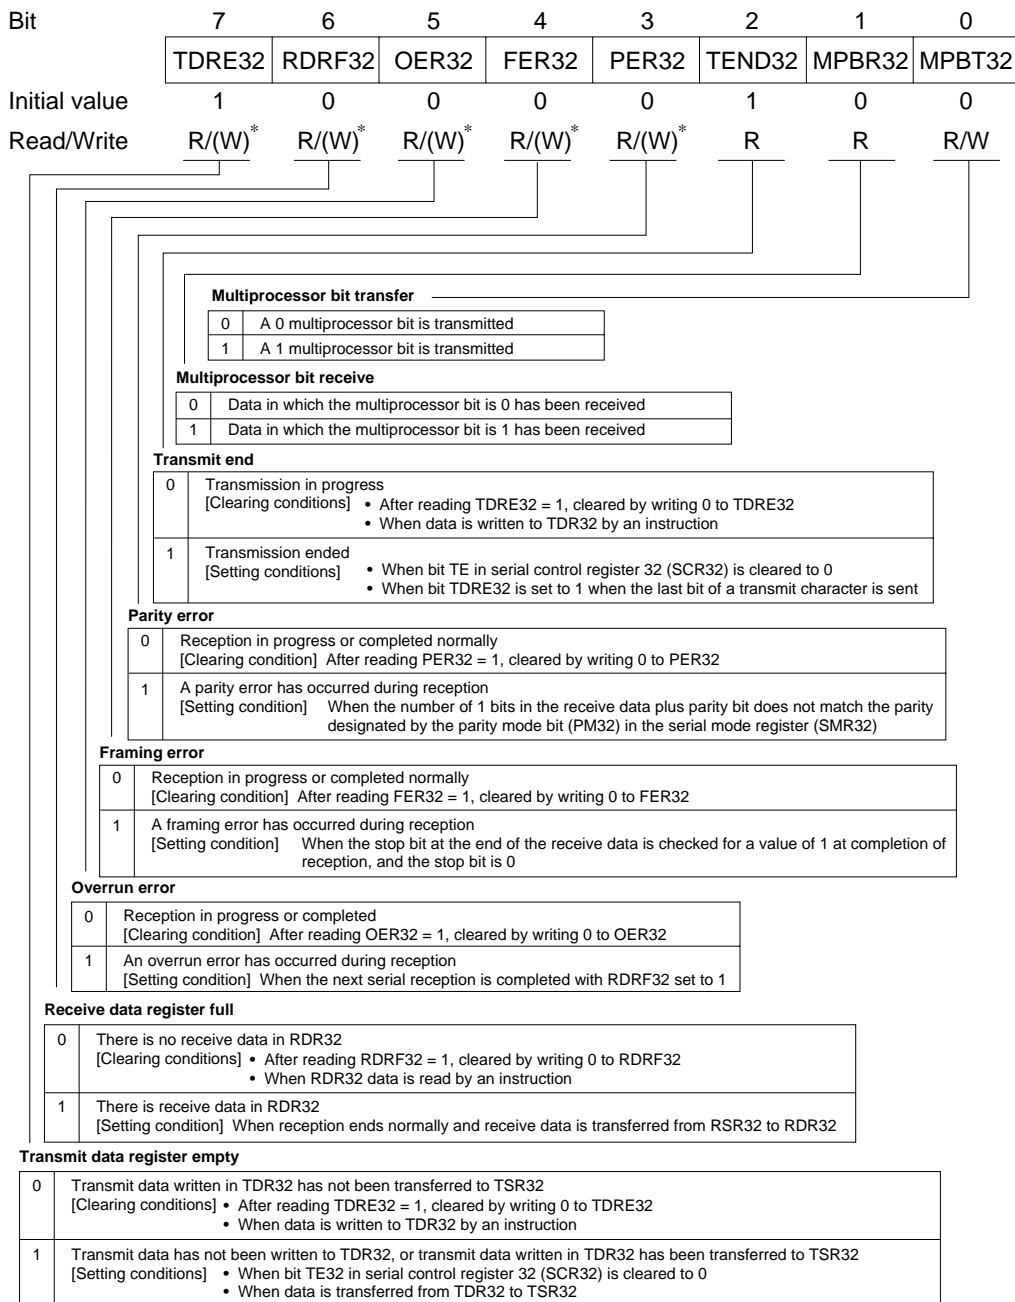 Bit 7 6 5 4 3 2 1 0
TDRE32 RDRF32 OER32 FER32 PER32 TEND32 MPBR32 MPBT32
Initial value 1 0 0 0 0 1 0 0
Read/Write R/(W)* R/(W)* R/(W)* R/(W)* R/(W)* R R R/W
Multiprocessor bit transfer
0 A 0 multiprocessor bit is transmitted
1 A 1 multiprocessor bit is transmitted
Multiprocessor bit receive
0 Data in which the multiprocessor bit is 0 has been received
1 Data in which the multiprocessor bit is 1 has been received
Transmit end
0 Transmission in progress
[Clearing conditions] • After reading TDRE32 = 1, cleared by writing 0 to TDRE32
• When data is written to TDR32 by an instruction
1 Transmission ended
[Setting conditions] • When bit TE in serial control register 32 (SCR32) is cleared to 0
• When bit TDRE32 is set to 1 when the last bit of a transmit character is sent
Parity error
0 Reception in progress or completed normally
[Clearing condition] After reading PER32 = 1, cleared by writing 0 to PER32
1 A parity error has occurred during reception
[Setting condition] When the number of 1 bits in the receive data plus parity bit does not match the parity
designated by the parity mode bit (PM32) in the serial mode register (SMR32)
Framing error
0 Reception in progress or completed normally
[Clearing condition] After reading FER32 = 1, cleared by writing 0 to FER32
1 A framing error has occurred during reception
[Setting condition] When the stop bit at the end of the receive data is checked for a value of 1 at completion of
reception, and the stop bit is 0
Overrun error
0 Reception in progress or completed
[Clearing condition] After reading OER32 = 1, cleared by writing 0 to OER32
1 An overrun error has occurred during reception
[Setting condition] When the next serial reception is completed with RDRF32 set to 1
Receive data register full
0 There is no receive data in RDR32
[Clearing conditions] • After reading RDRF32 = 1, cleared by writing 0 to RDRF32
• When RDR32 data is read by an instruction
1 There is receive data in RDR32
[Setting condition] When reception ends normally and receive data is transferred from RSR32 to RDR32
Transmit data register empty
0 Transmit data written in TDR32 has not been transferred to TSR32
[Clearing conditions] • After reading TDRE32 = 1, cleared by writing 0 to TDRE32
• When data is written to TDR32 by an instruction
1 Transmit data has not been written to TDR32, or transmit data written in TDR32 has been transferred to TSR32
[Setting conditions] • When bit TE32 in serial control register 32 (SCR32) is cleared to 0
• When data is transferred from TDR32 to TSR32